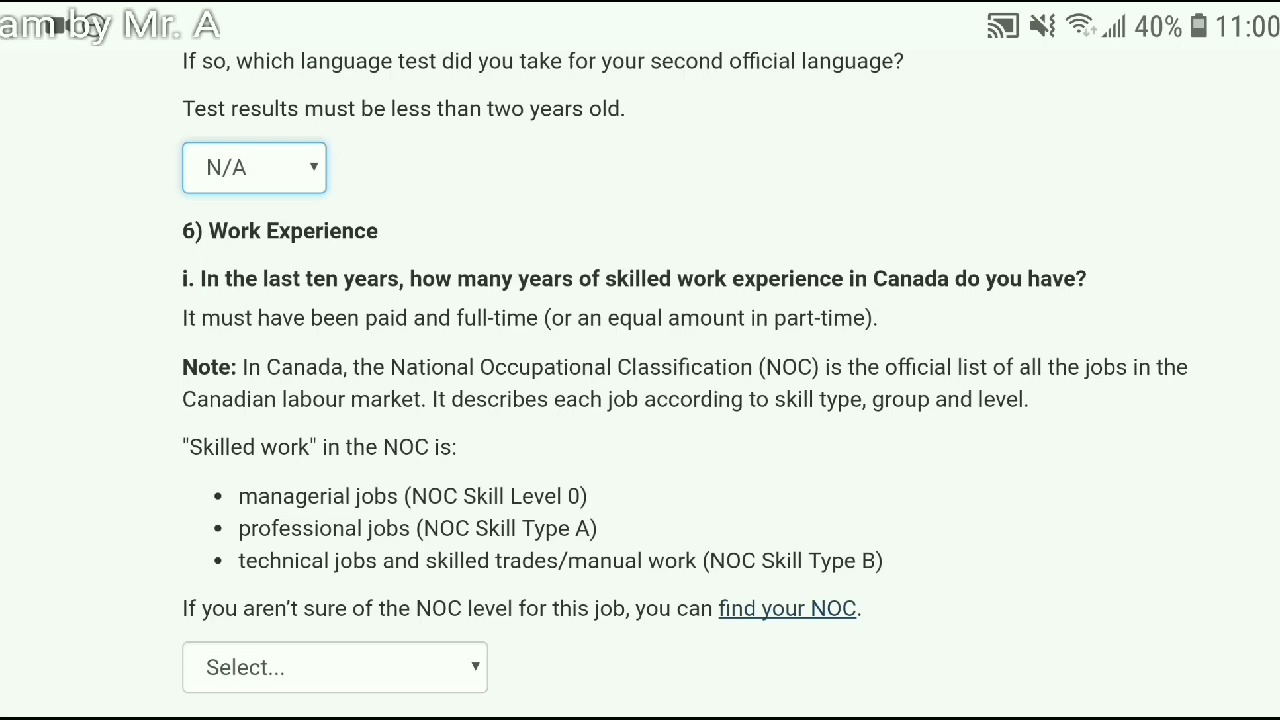 am by Mr. A
40% 11:00
If so, which language test did you take for your second official language?
Test results must be less than two years old.
N/A
6) Work Experience
i. In the last ten years, how many years of skilled work experience in Canada do you have?
It must have been paid and full-time (or an equal amount in part-time).
Note: In Canada, the National Occupational Classification (NOC) is the official list of all the jobs in the
Canadian labour market. It describes each job according to skill type, group and level.
"Skilled work" in the NOC is:
• managerial jobs (NOC Skill Level 0)
• professional jobs (NOC Skill Type A)
• technical jobs and skilled trades/manual work (NOC Skill Type B)
If you aren't sure of the NOC level for this job, you can find your NOC.
Select...